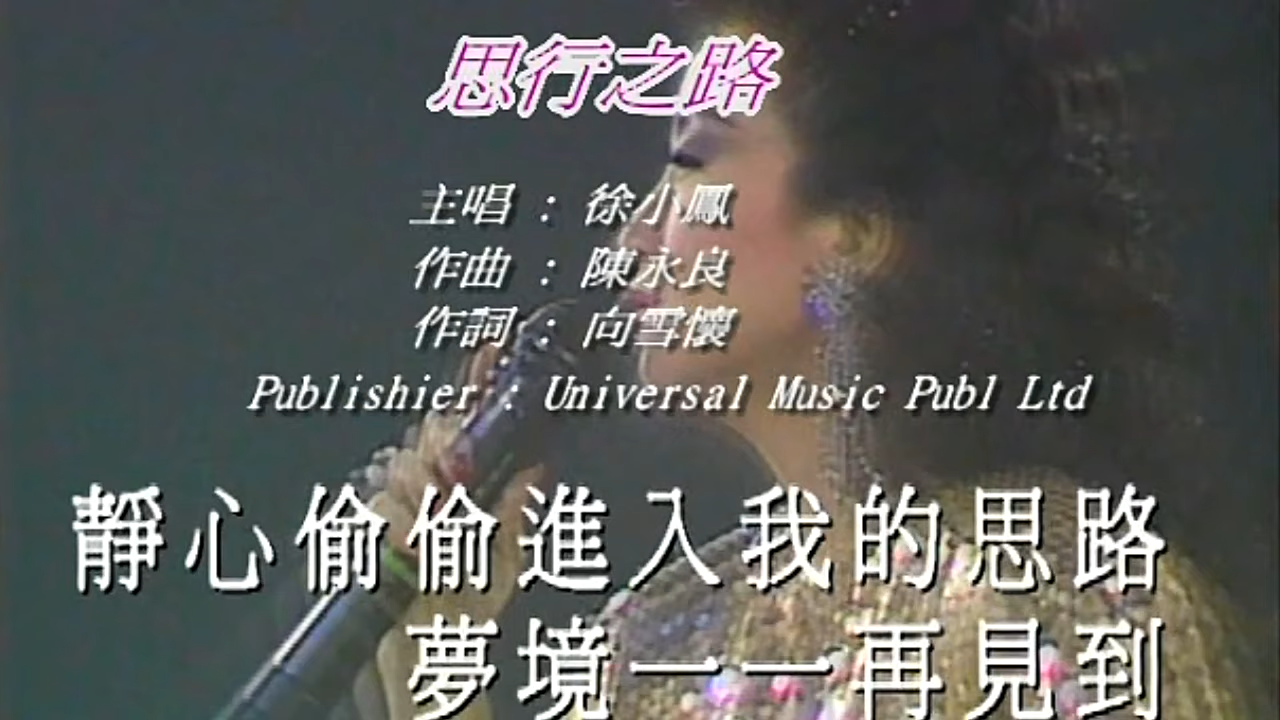 思行之路
主唱 : 徐小鳳
作曲 : 陳永良
作詞 : 向雪懷
Publishier : Universal Music Publ Ltd
靜心偷偷進入我的思路
夢境一一再見到